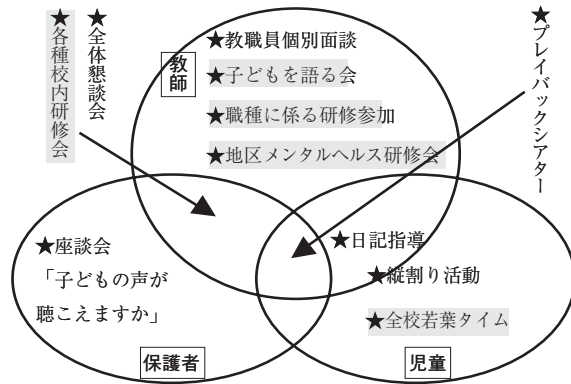 ★各種校内研修会
★全体懇談会
教師
★教職員個別面談
★子どもを語る会
★職種に係る研修参加
★地区メンタルヘルス研修会
★プレイバックシアター
★座談会
「子どもの声が
聴こえますか」
★日記指導
★縦割り活動
★全校若葉タイム
保護者
児童